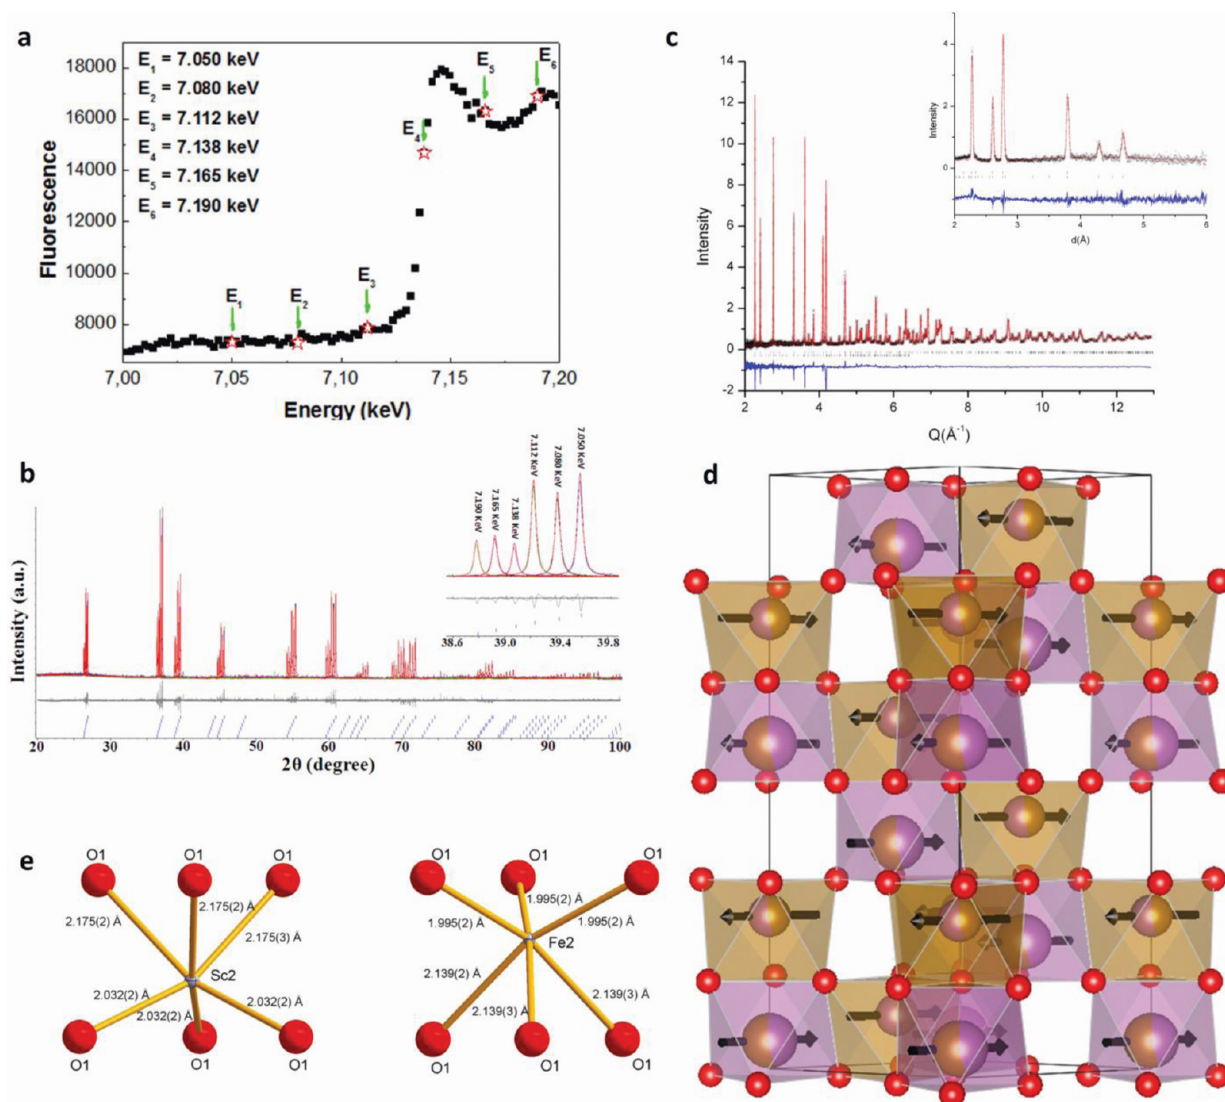 a
E1 = 7.050 keV
E2 = 7.080 keV
E3 = 7.112 keV
E4 = 7.138 keV
E5 = 7.165 keV
E6 = 7.190 keV
E1
E2
E3
E4
E5
E6
18000
16000
14000
12000
10000
8000
Fluorescence
7,00
7,05
7,10
7,15
7,20
Energy (keV)
c
14
12
10
8
6
4
2
0
-2
Intensity
2
4
6
8
10
12
Q(Å-1)
4
2
0
Intensity
2
3
4
5
6
d(Å)
b
Intensity (a.u.)
20
30
40
50
60
70
80
90
100
2θ (degree)
7.190 KeV
7.165 KeV
7.138 KeV
7.112 KeV
7.080 KeV
7.050 KeV
38.6
39.0
39.4
39.8
d
e
O1
O1
O1
2.175(2) Å
2.175(2) Å
2.175(3) Å
Sc2
2.032(2) Å
2.032(2) Å
2.032(2) Å
O1
O1
O1
O1
O1
O1
1.995(2) Å
1.995(2) Å
1.995(2) Å
Fe2
2.139(2) Å
2.139(3) Å
2.139(3) Å
O1
O1
O1